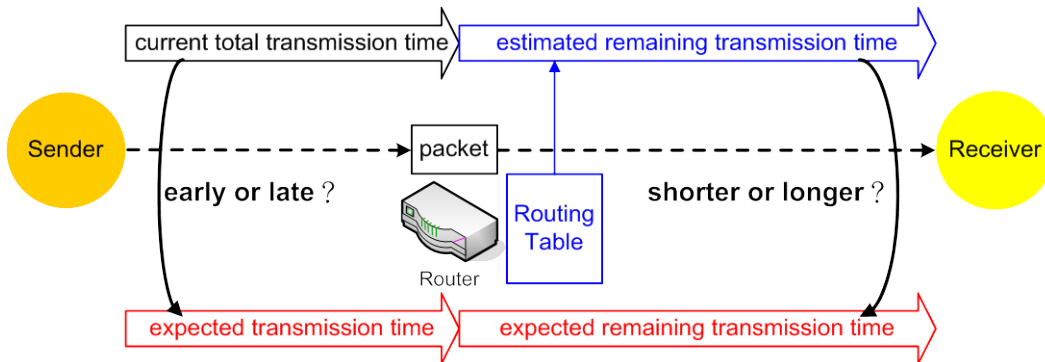 current total transmission time
estimated remaining transmission time
Sender
packet
Receiver
early or late？
shorter or longer？
Routing
Table
Router
expected transmission time
expected remaining transmission time